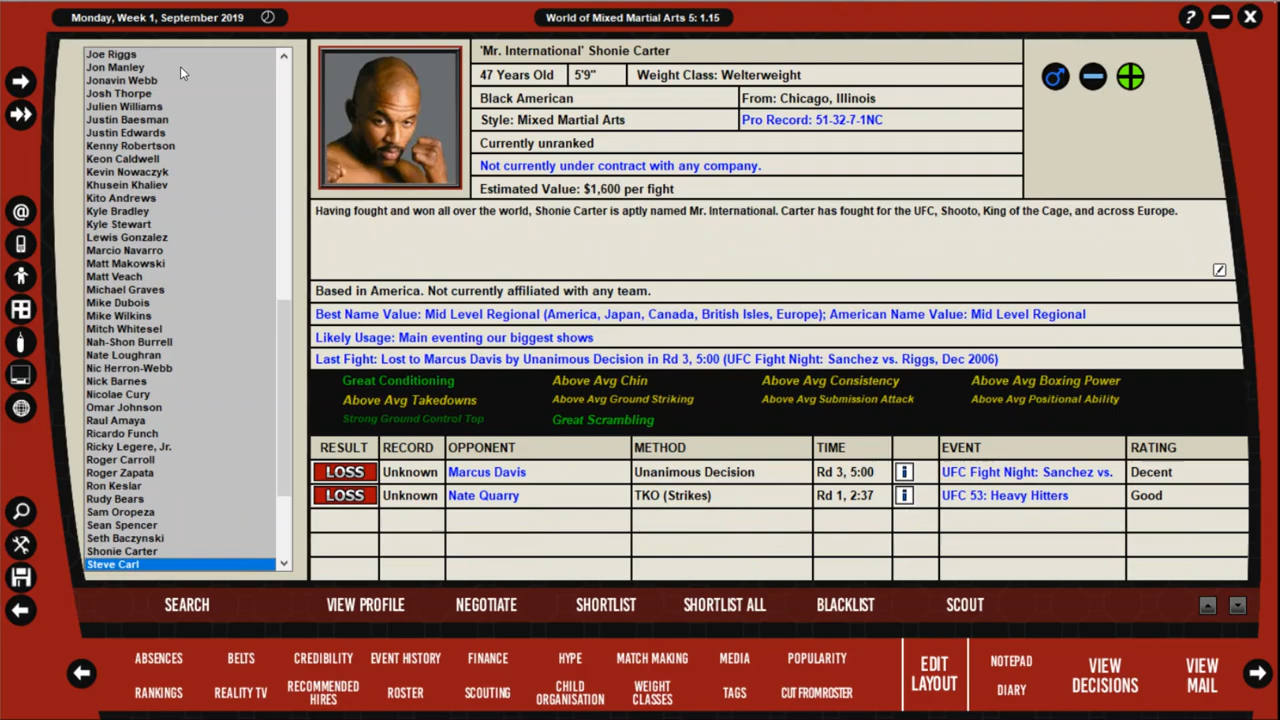 Monday, Week 1, September 2019
World of Mixed Martial Arts 5: 1.15
?
X
Joe Riggs
Jon Manley
Jonavin Webb
Josh Thorpe
Julien Williams
Justin Baesman
Justin Edwards
Kenny Robertson
Keon Caldwell
Kevin Nowaczyk
Khusein Khaliev
Kito Andrews
Kyle Bradley
Kyle Stewart
Lewis Gonzalez
Marcio Navarro
Matt Makowski
Matt Veach
Michael Graves
Mike Dubois
Mike Wilkins
Mitch Whitesel
Nah-Shon Burrell
Nate Loughran
Nic Herron-Webb
Nick Barnes
Nicolae Cury
Omar Johnson
Raul Amaya
Ricardo Funch
Ricky Legere, Jr.
Roger Carroll
Roger Zapata
Ron Keslar
Rudy Bears
Sam Oropeza
Sean Spencer
Seth Baczynski
Shonie Carter
Steve Carl
'Mr. International' Shonie Carter
47 Years Old 5'9" Weight Class: Welterweight
Black American From: Chicago, Illinois
Style: Mixed Martial Arts Pro Record: 51-32-7-1NC
Currently unranked
Not currently under contract with any company.
Estimated Value: $1,600 per fight
Having fought and won all over the world, Shonie Carter is aptly named Mr. International. Carter has fought for the UFC, Shooto, King of the Cage, and across Europe.
Based in America. Not currently affiliated with any team.
Best Name Value: Mid Level Regional (America, Japan, Canada, British Isles, Europe); American Name Value: Mid Level Regional
Likely Usage: Main eventing our biggest shows
Last Fight: Lost to Marcus Davis by Unanimous Decision in Rd 3, 5:00 (UFC Fight Night: Sanchez vs. Riggs, Dec 2006)
Great Conditioning Above Avg Chin Above Avg Consistency Above Avg Boxing Power
Above Avg Takedowns Above Avg Ground Striking Above Avg Submission Attack Above Avg Positional Ability
Strong Ground Control Top Great Scrambling
RESULT RECORD OPPONENT METHOD TIME EVENT RATING
LOSS Unknown Marcus Davis Unanimous Decision Rd 3, 5:00 i UFC Fight Night: Sanchez vs. Decent
LOSS Unknown Nate Quarry TKO (Strikes) Rd 1, 2:37 i UFC 53: Heavy Hitters Good
SEARCH VIEW PROFILE NEGOTIATE SHORTLIST SHORTLIST ALL BLACKLIST SCOUT
ABSENCES BELTS CREDIBILITY EVENT HISTORY FINANCE HYPE MATCH MAKING MEDIA POPULARITY
RANKINGS REALITY TV RECOMMENDED HIRES ROSTER SCOUTING CHILD ORGANISATION WEIGHT CLASSES TAGS CUT FROM ROSTER
EDIT LAYOUT
NOTEPAD
DIARY
VIEW DECISIONS
VIEW MAIL
@